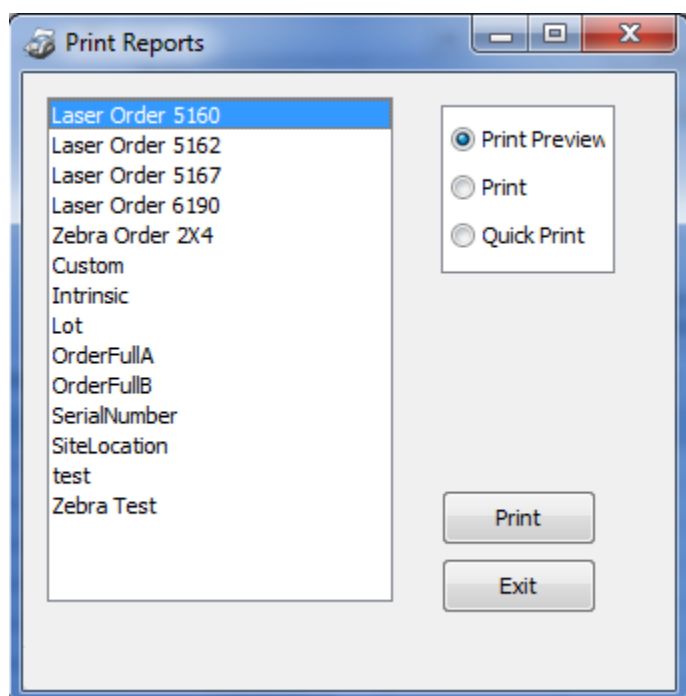 Print Reports
Laser Order 5160
Laser Order 5162
Laser Order 5167
Laser Order 6190
Zebra Order 2X4
Custom
Intrinsic
Lot
OrderFullA
OrderFullB
SerialNumber
SiteLocation
test
Zebra Test
Print Preview
Print
Quick Print
Print
Exit